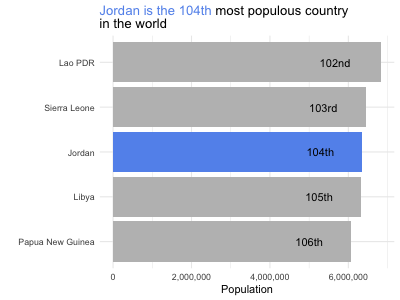 Jordan is the 104th most populous country
in the world
Lao PDR
102nd
Sierra Leone
103rd
Jordan
104th
Libya
105th
Papua New Guinea
106th
0 2,000,000 4,000,000 6,000,000
Population